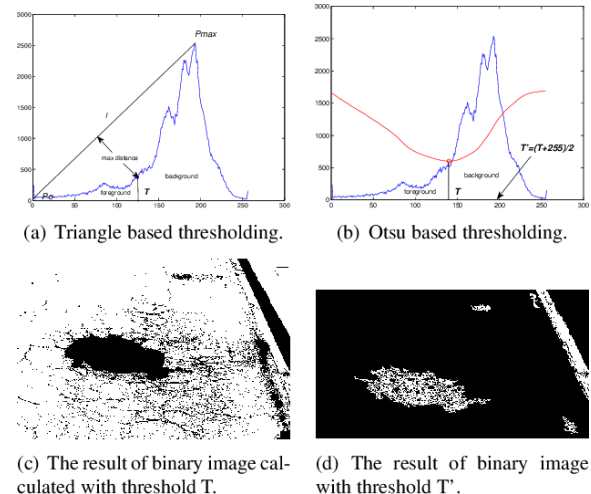 3000
2500
2000
1500
1000
500
0
0 50 100 150 200 250 300
Pmax
l
max distance
background
foreground
T
Po
(a) Triangle based thresholding.
3000
2500
2000
1500
1000
500
0
0 50 100 150 200 250 300
T'=(T+255)/2
background
foreground
T
(b) Otsu based thresholding.
(c) The result of binary image cal-
culated with threshold T.
(d) The result of binary image
with threshold T'.